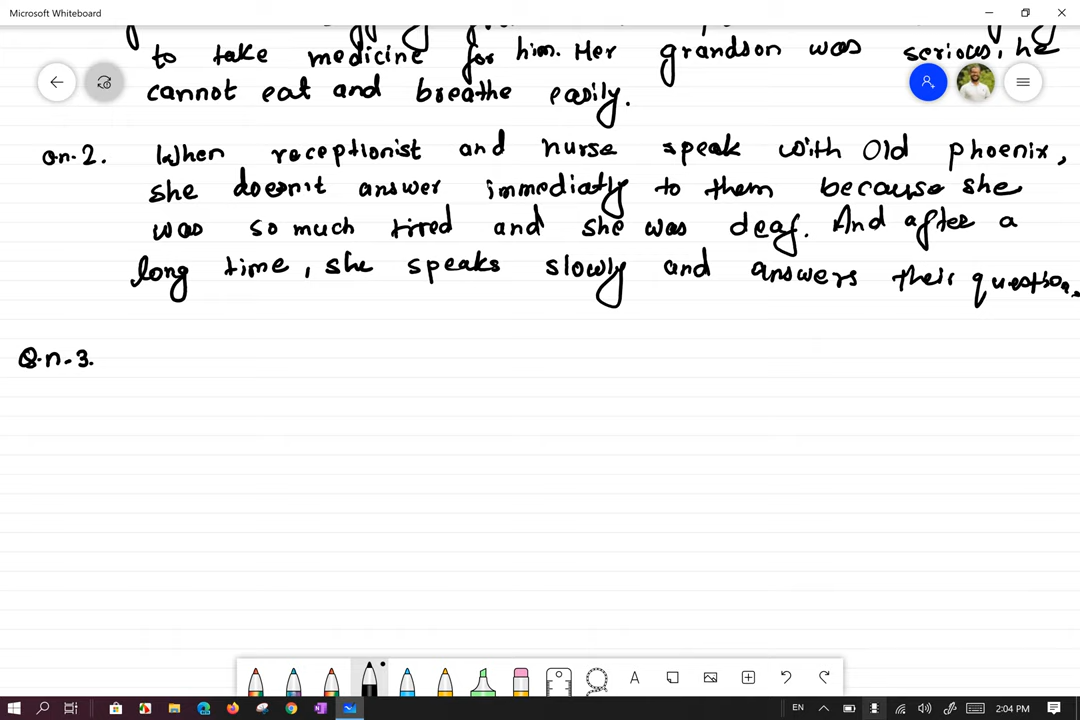 Microsoft Whiteboard
to take medicine for him. Her grandson was serious, he
cannot eat and breathe easily.
Qn.2. When receptionist and nurse speak with Old phoenix,
she doesn't answer immediatly to them because she
was so much tired and she was deaf. And after a
long time, she speaks slowly and answers their question.
Q.n-3.
A
EN
2:04 PM